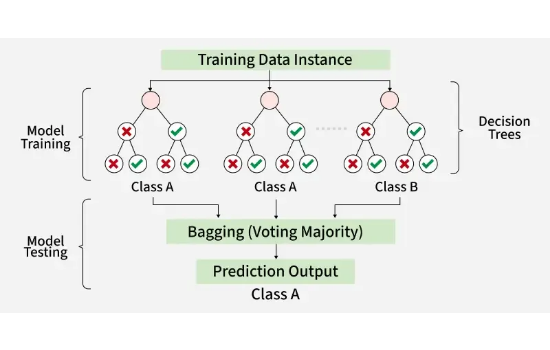 Training Data Instance
Model
Training
Decision
Trees
Class A
Class A
Class B
Model
Testing
Bagging (Voting Majority)
Prediction Output
Class A